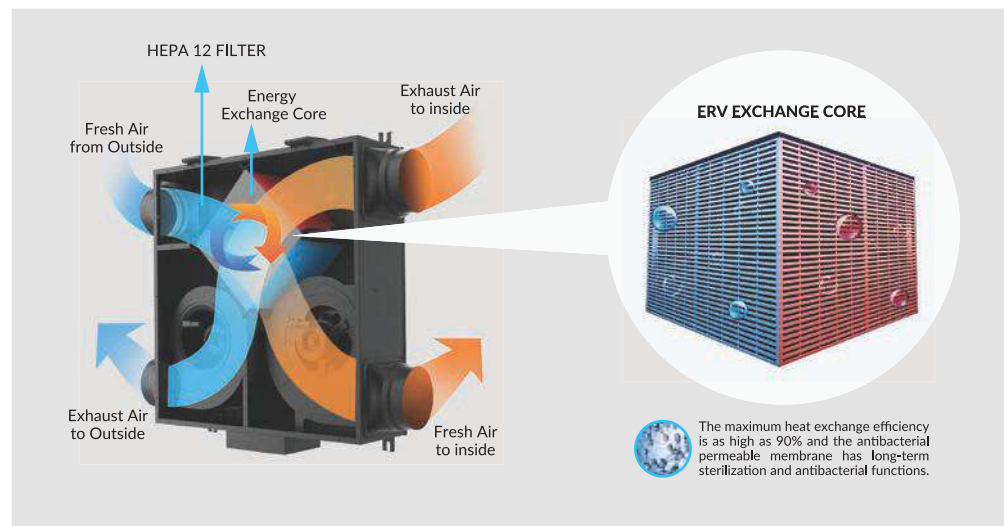 HEPA 12 FILTER
Energy
Exchange Core
Exhaust Air
to inside
Fresh Air
from Outside
Exhaust Air
to Outside
Fresh Air
to inside
ERV EXCHANGE CORE
The maximum heat exchange efficiency
is as high as 90% and the antibacterial
permeable membrane has long-term
sterilization and antibacterial functions.